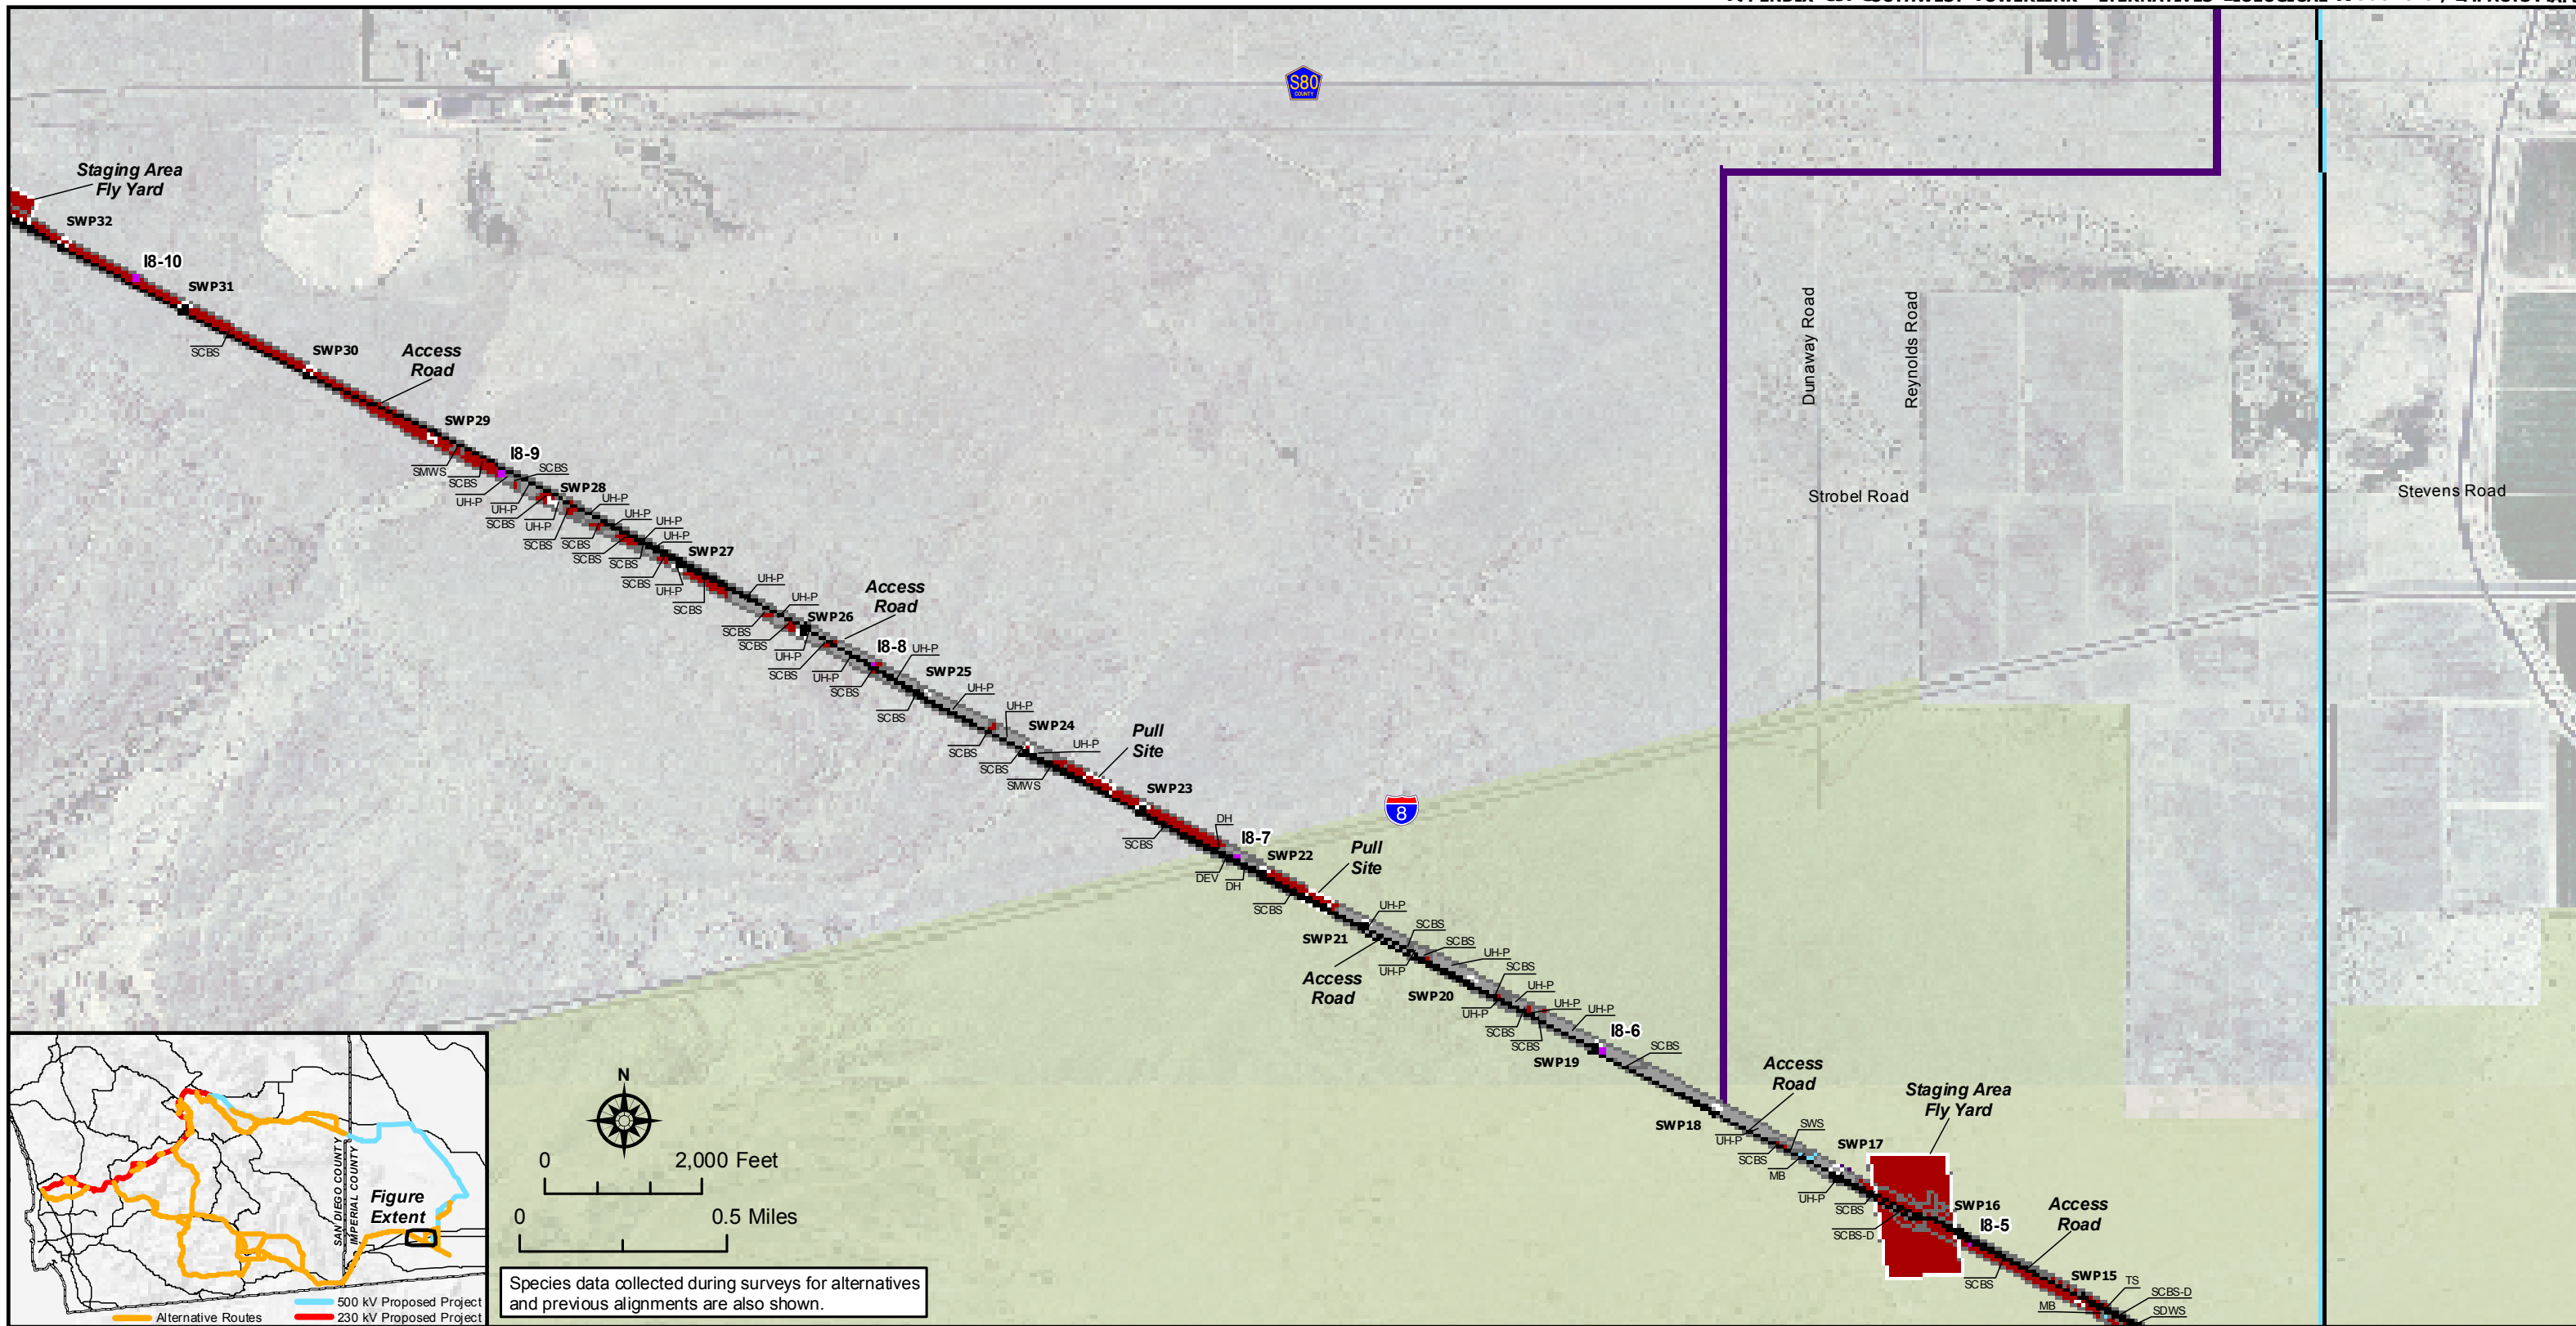 S80
COUNTY
Staging Area
Fly Yard
SWP32
I8-10
SWP31
SCBS
SWP30
Access
Road
SWP29
SMWS
SCBS
I8-9
SCBS
UH-P
SWP28
UH-P
UH-P
SCBS
UH-P
UH-P
SCBS
UH-P
SCBS
UH-P
SCBS
SCBS
SWP27
SCBS
UH-P
SCBS
UH-P
UH-P
SCBS
SWP26
SCBS
UH-P
SCBS
Access
Road
I8-8
UH-P
UH-P
SCBS
SWP25
SCBS
UH-P
UH-P
SCBS
SWP24
SCBS
UH-P
SMWS
Pull
Site
SWP23
SCBS
DH
I8-7
DEV
DH
SWP22
SCBS
Pull
Site
8
UH-P
SWP21
SCBS
SCBS
UH-P
Access
Road
UH-P
SCBS
SWP20
UH-P
UH-P
UH-P
SCBS
SCBS
UH-P
I8-6
SWP19
SCBS
SWP18
Access
Road
UH-P
SWS
SCBS
MB
SWP17
UH-P
SCBS
Staging Area
Fly Yard
SWP16
SCBS-D
I8-5
Access
Road
SCBS
SWP15
TS
SCBS-D
MB
SDWS
Dunaway Road
Reynolds Road
Strobel Road
Stevens Road
N
0
2,000 Feet
0
0.5 Miles
Species data collected during surveys for alternatives
and previous alignments are also shown.
SAN DIEGO COUNTY
IMPERIAL COUNTY
Figure
Extent
500 kV Proposed Project
Alternative Routes
230 kV Proposed Project